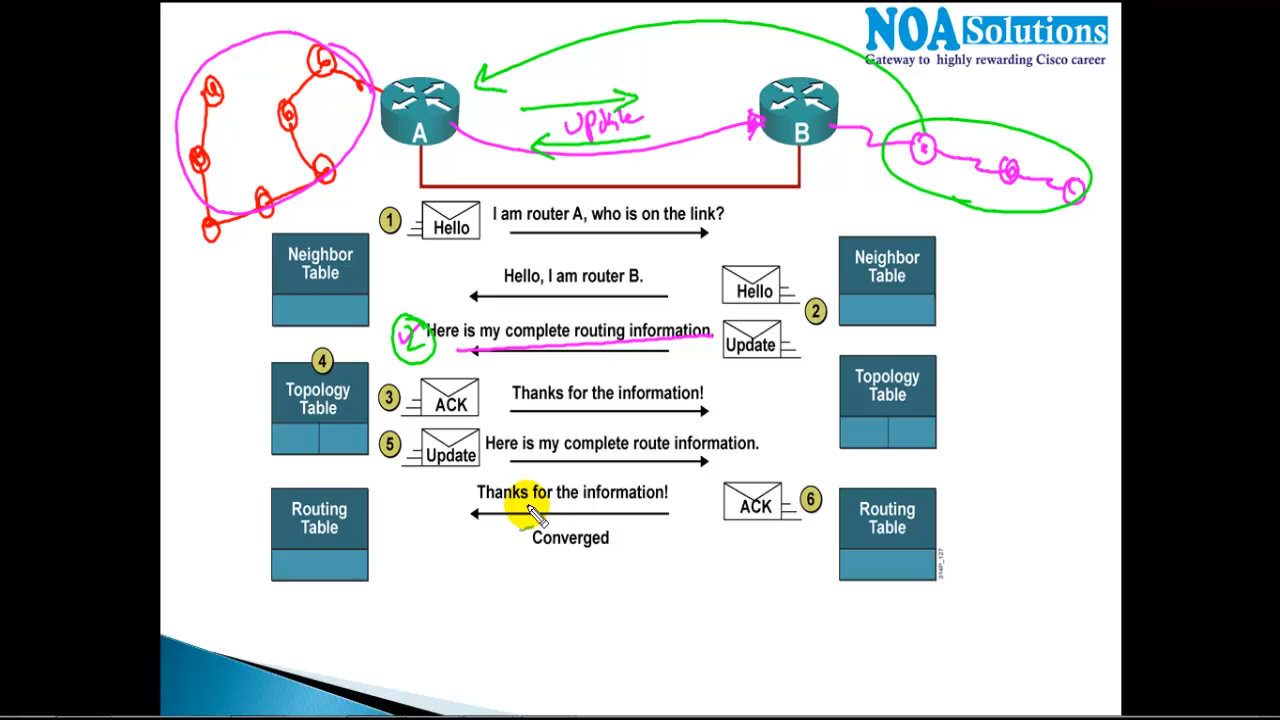 NOA Solutions
Gateway to highly rewarding Cisco career
A
update
B
1
Hello
I am router A, who is on the link?
Neighbor
Table
Hello, I am router B.
Hello
2
Neighbor
Table
2
Here is my complete routing information.
Update
4
Topology
Table
3
ACK
Thanks for the information!
Topology
Table
5
Update
Here is my complete route information.
Thanks for the information!
ACK
6
Routing
Table
Converged
Routing
Table